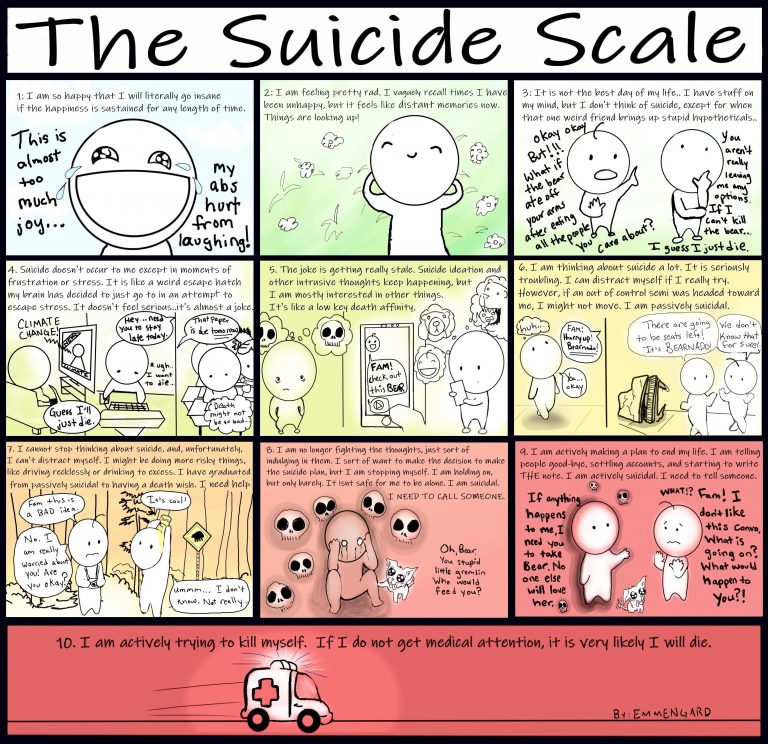 The Suicide Scale
1: I am so happy that I will literally go insane
if the happiness is sustained for any length of time.
This is
almost
too
much
joy...
my
abs
hurt
from
laughing!
2: I am feeling pretty rad. I vaguely recall times I have
been unhappy, but it feels like distant memories now.
Things are looking up!
3: It is not the best day of my life.. I have stuff on
my mind, but I don't think of suicide, except for when
that one weird friend brings up stupid hypotheticals..
okay okay
But!!!
What if
the bear
ate off
your arms
after eating
all the people
you care about?
You
aren't
really
leaving
me any
options.
If I
can't kill
the bear...
I guess I just die.
4. Suicide doesn't occur to me except in moments of
frustration or stress. It is like a weird escape hatch
my brain has decided to just go to in an attempt to
escape stress. It doesn't feel serious..it's almost a joke.
CLIMATE
CHANGE!
Guess I'll
just die.
Hey... need
you to stay
late today.
*ugh..
I want
to die..
That Paper
is due tomorrow
Death
might not
be so bad..
5. The joke is getting really stale. Suicide ideation and
other intrusive thoughts keep happening, but I
am mostly interested in other things.
It's like a low key death affinity.
FAM!
check out
this BEAR
6. I am thinking about suicide a lot. It is seriously
troubling. I can distract myself if I really try.
However, if an out of control semi was headed toward
me, I might not move. I am passively suicidal.
huh...
FAM!
Hurry up!
Bearnado!
You...
okay
There are going
to be seats left!
It's BEARNADO!
We don't
know that
for sure!
7. I cannot stop thinking about suicide, and, unfortunately,
I can't distract myself. I might be doing more risky things,
like driving recklessly or drinking to excess. I have graduated
from passively suicidal to having a death wish. I need help
Fam this is
a BAD idea
No. I
am really
worried about
you! Are
you okay?
It's cool!
ummm... I don't
know. Not really...
8. I am no longer fighting the thoughts, just sort of
indulging in them. I sort of want to make the decision to
make the suicide plan, but I am stopping myself. I am holding on,
but only barely. It isnt safe for me to be alone. I am suicidal.
I NEED TO CALL SOMEONE.
Oh, Bear.
You stupid
little gremlin
Who would
feed you?
9. I am actively making a plan to end my life. I am telling
people good-bye, settling accounts, and starting to write
THE note. I am actively suicidal. I need to tell someone.
If anything
happens
to me, I
need you
to take
Bear. No
one else
will love
her.
WHAT!? Fam! I
don't like
this convo.
What is
going on?
What would
happen to
you?!
10. I am actively trying to kill myself. If I do not get medical attention, it is very likely I will die.
By: EMMENGARD